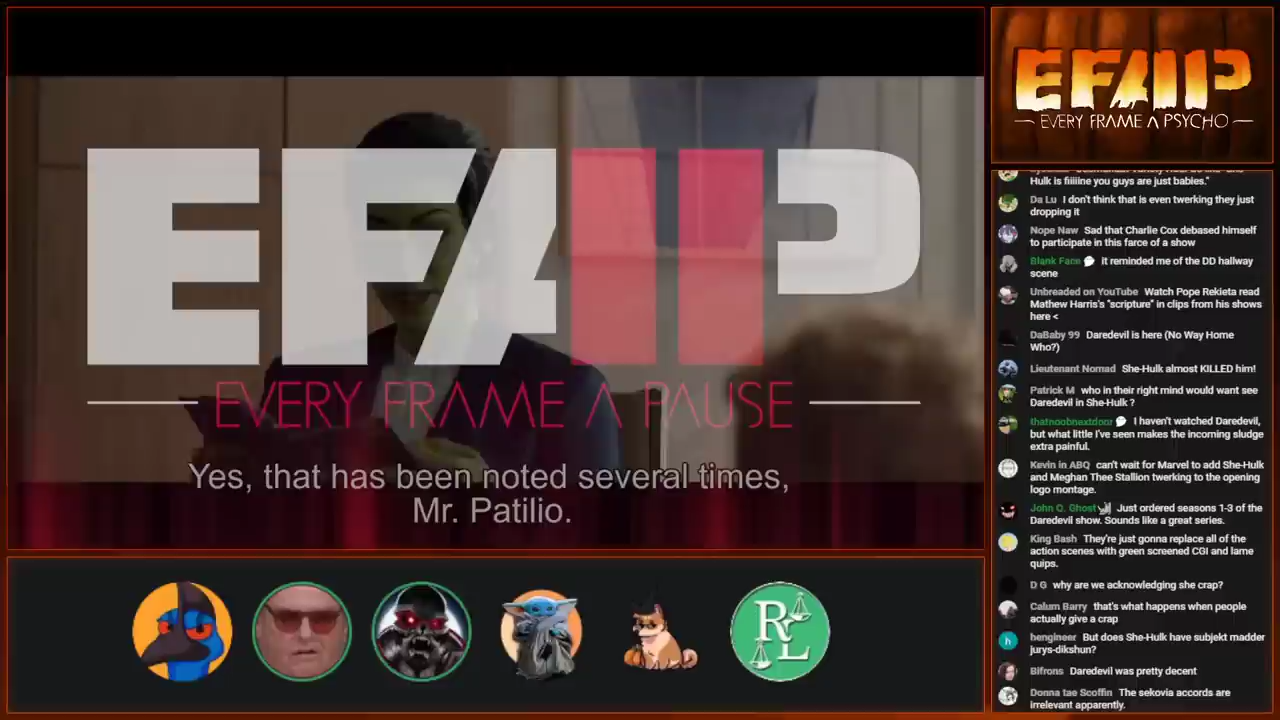 EFAP
EVERY FRAME A PAUSE
Yes, that has been noted several times,
Mr. Patilio.
RL
EFAP
EVERY FRAME A PSYCHO
Hulk is fiiiiine you guys are just babies."
Da Lu I don't think that is even twerking they just
dropping it
Nope Naw Sad that Charlie Cox debased himself
to participate in this farce of a show
Blank Face it reminded me of the DD hallway
scene
Unbreaded on YouTube Watch Pope Rekieta read
Mathew Harris's "scripture" in clips from his shows
here <
DaBaby 99 Daredevil is here (No Way Home
Who?)
Lieutenant Nomad She-Hulk almost KILLED him!
Patrick M who in their right mind would want see
Daredevil in She-Hulk ?
thatnoobnextdoor I haven't watched Daredevil,
but what little I've seen makes the incoming sludge
extra painful.
Kevin in ABQ can't wait for Marvel to add She-Hulk
and Meghan Thee Stallion twerking to the opening
logo montage.
John Q. Ghost Just ordered seasons 1-3 of the
Daredevil show. Sounds like a great series.
King Bash They're just gonna replace all of the
action scenes with green screened CGI and lame
quips.
D G why are we acknowledging she crap?
Calum Barry that's what happens when people
actually give a crap
hengineer But does She-Hulk have subjekt madder
jurys-dikshun?
Bifrons Daredevil was pretty decent
Donna tae Scoffin The sekovia accords are
irrelevant apparently.